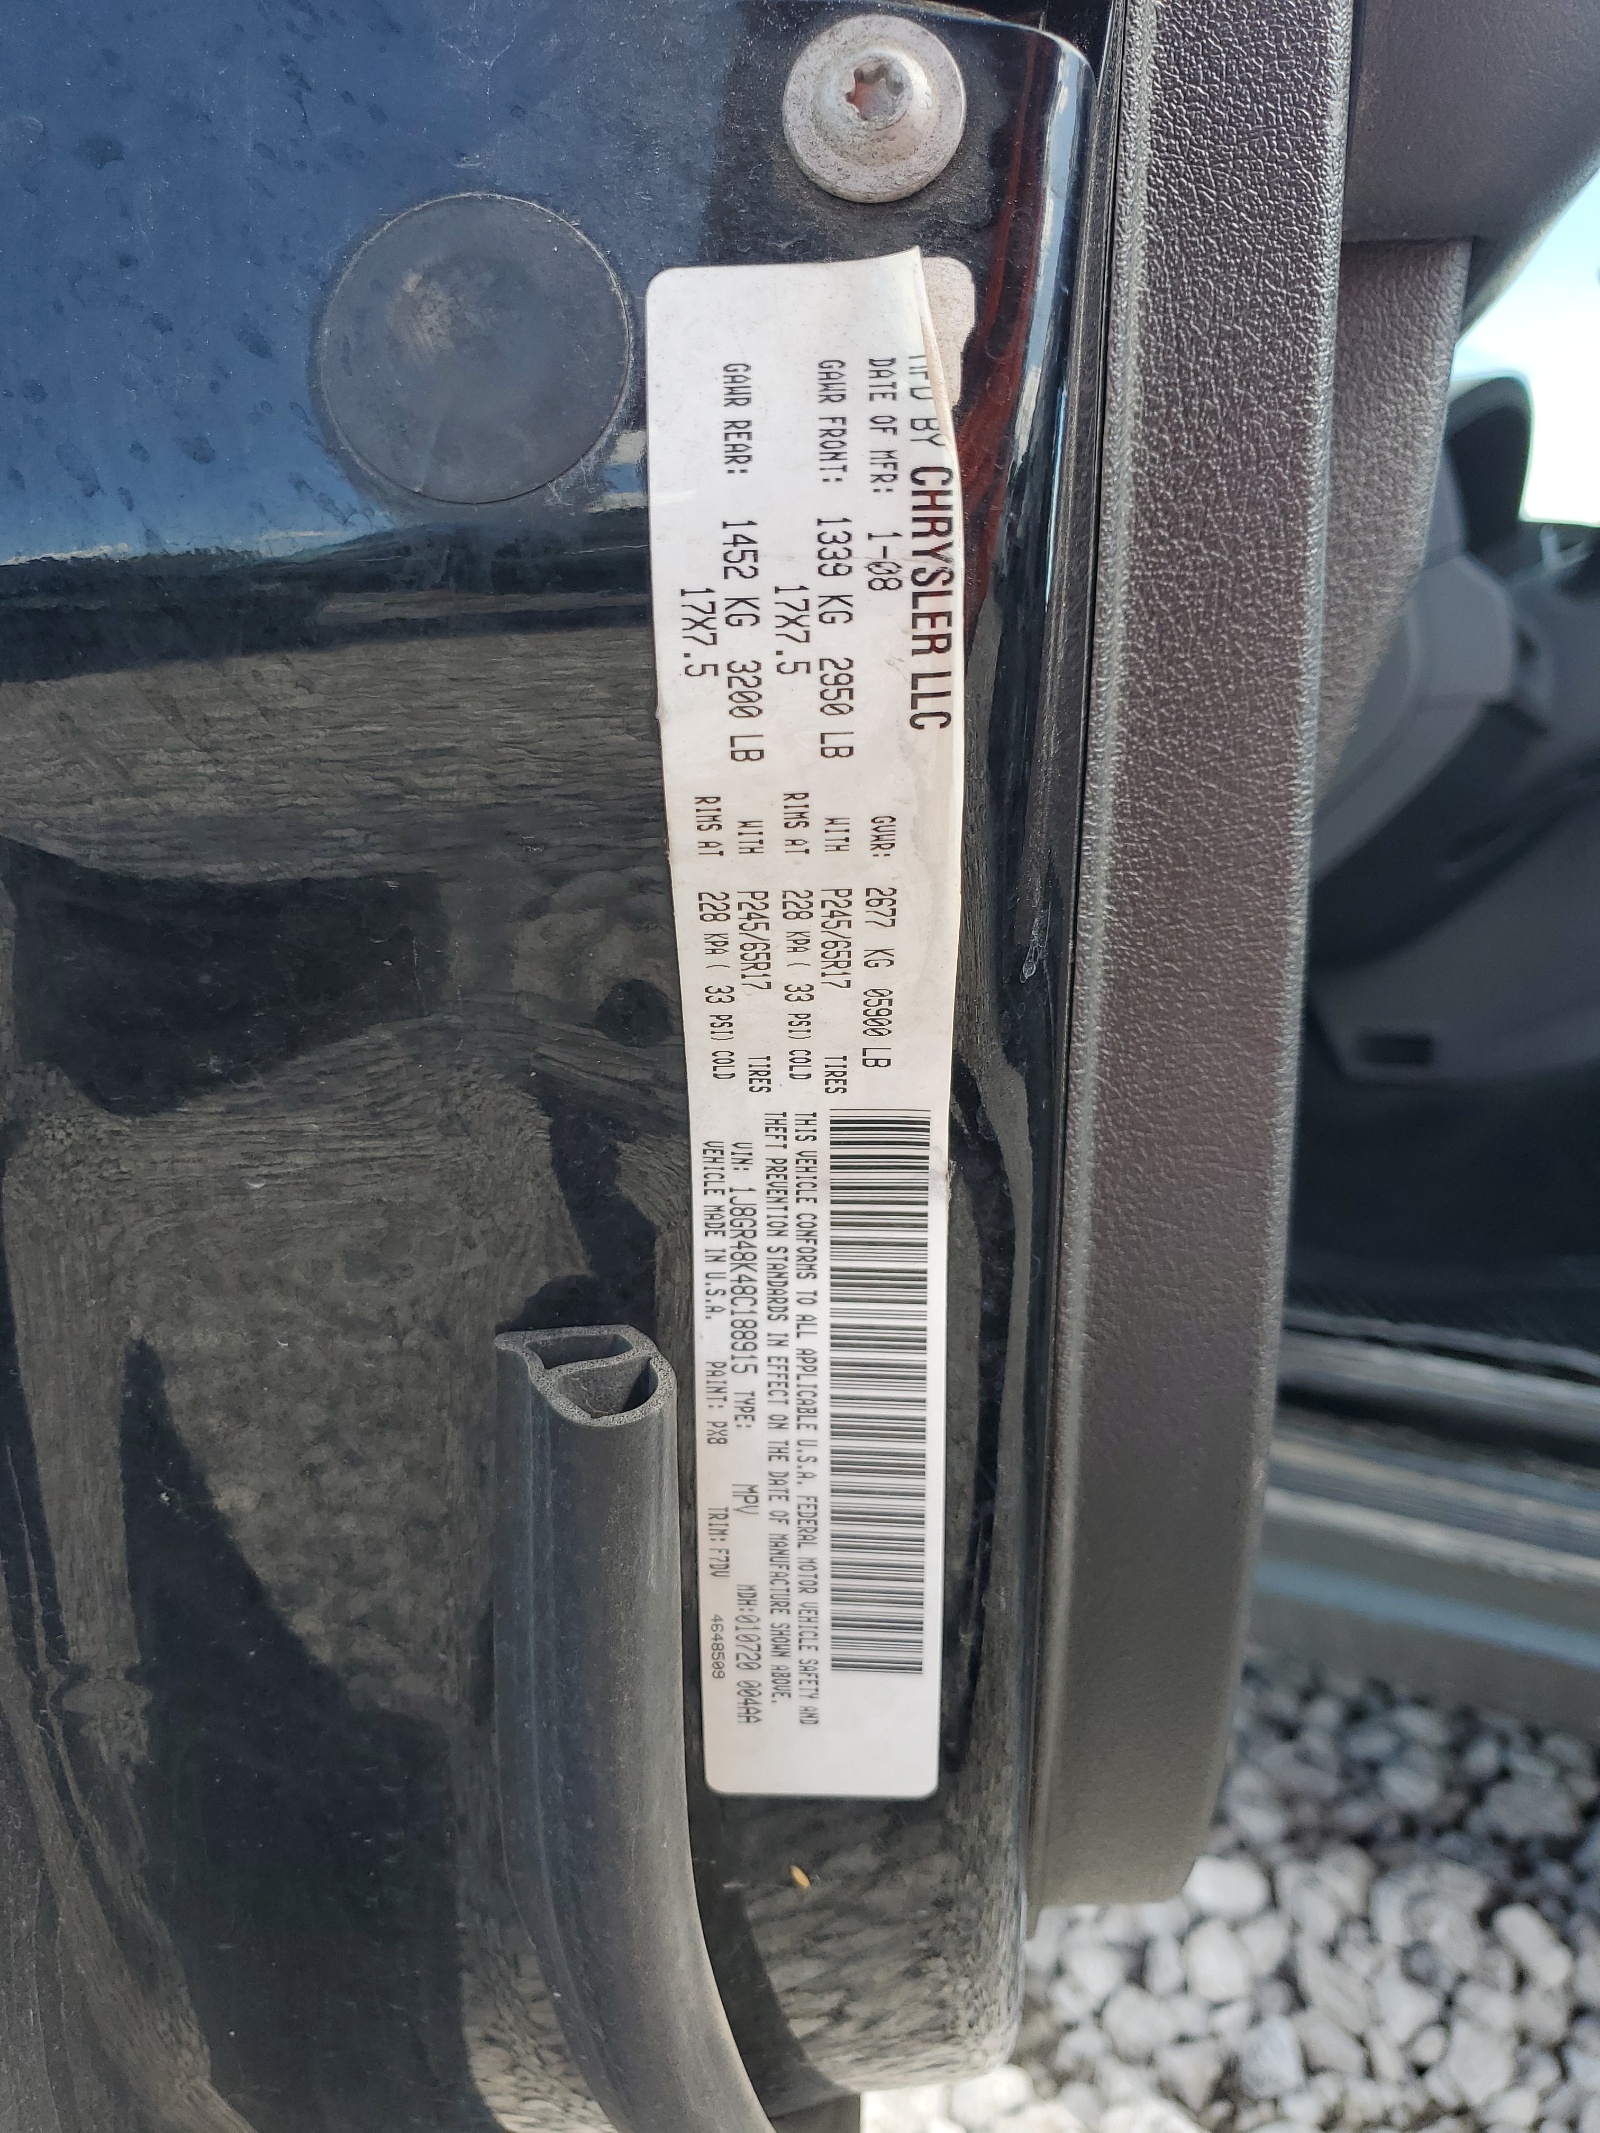 MFD BY CHRYSLER LLC
DATE OF MFR: 1-08 GVWR: 2677 KG 05900 LB
GAWR FRONT: 1339 KG 2950 LB WITH P245/65R17 TIRES
17X7.5 RIMS AT 228 KPA ( 33 PSI) COLD
GAWR REAR: 1452 KG 3200 LB WITH P245/65R17 TIRES
17X7.5 RIMS AT 228 KPA ( 33 PSI) COLD
THIS VEHICLE CONFORMS TO ALL APPLICABLE U.S.A. FEDERAL MOTOR VEHICLE SAFETY AND
THEFT PREVENTION STANDARDS IN EFFECT ON THE DATE OF MANUFACTURE SHOWN ABOVE.
VIN: 1J8GR48K48C188915 TYPE: MPV MDH:010720 004AA
VEHICLE MADE IN U.S.A. PAINT: PX8 TRIM: F7DV 4648509